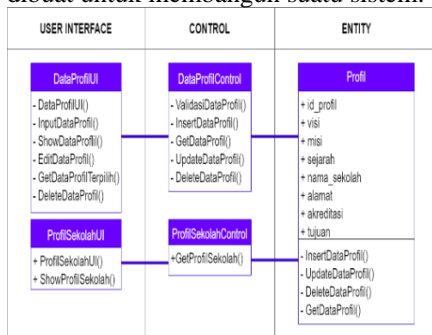 dibuat untuk membangun suatu sistem.
USER INTERFACE
CONTROL
ENTITY
DataProfilUI
- DataProfilUI()
- InputDataProfil()
- ShowDataProfil()
- EditDataProfil()
- GetDataProfilTerpilih()
- DeleteDataProfil()
DataProfilControl
- ValidasiDataProfil()
- InsertDataProfil()
- GetDataProfil()
- UpdateDataProfil()
- DeleteDataProfil()
Profil
+ id_profil
+ visi
+ misi
+ sejarah
+ nama_sekolah
+ alamat
+ akreditasi
+ tujuan
- InsertDataProfil()
- UpdateDataProfil()
- DeleteDataProfil()
- GetDataProfil()
ProfilSekolahUI
+ ProfilSekolahUI()
+ ShowProfilSekolah()
ProfilSekolahControl
+GetProfilSekolah()